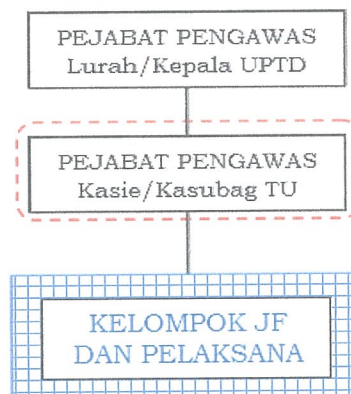 PEJABAT PENGAWAS
Lurah/Kepala UPTD
PEJABAT PENGAWAS
Kasie/Kasubag TU
KELOMPOK JF
DAN PELAKSANA